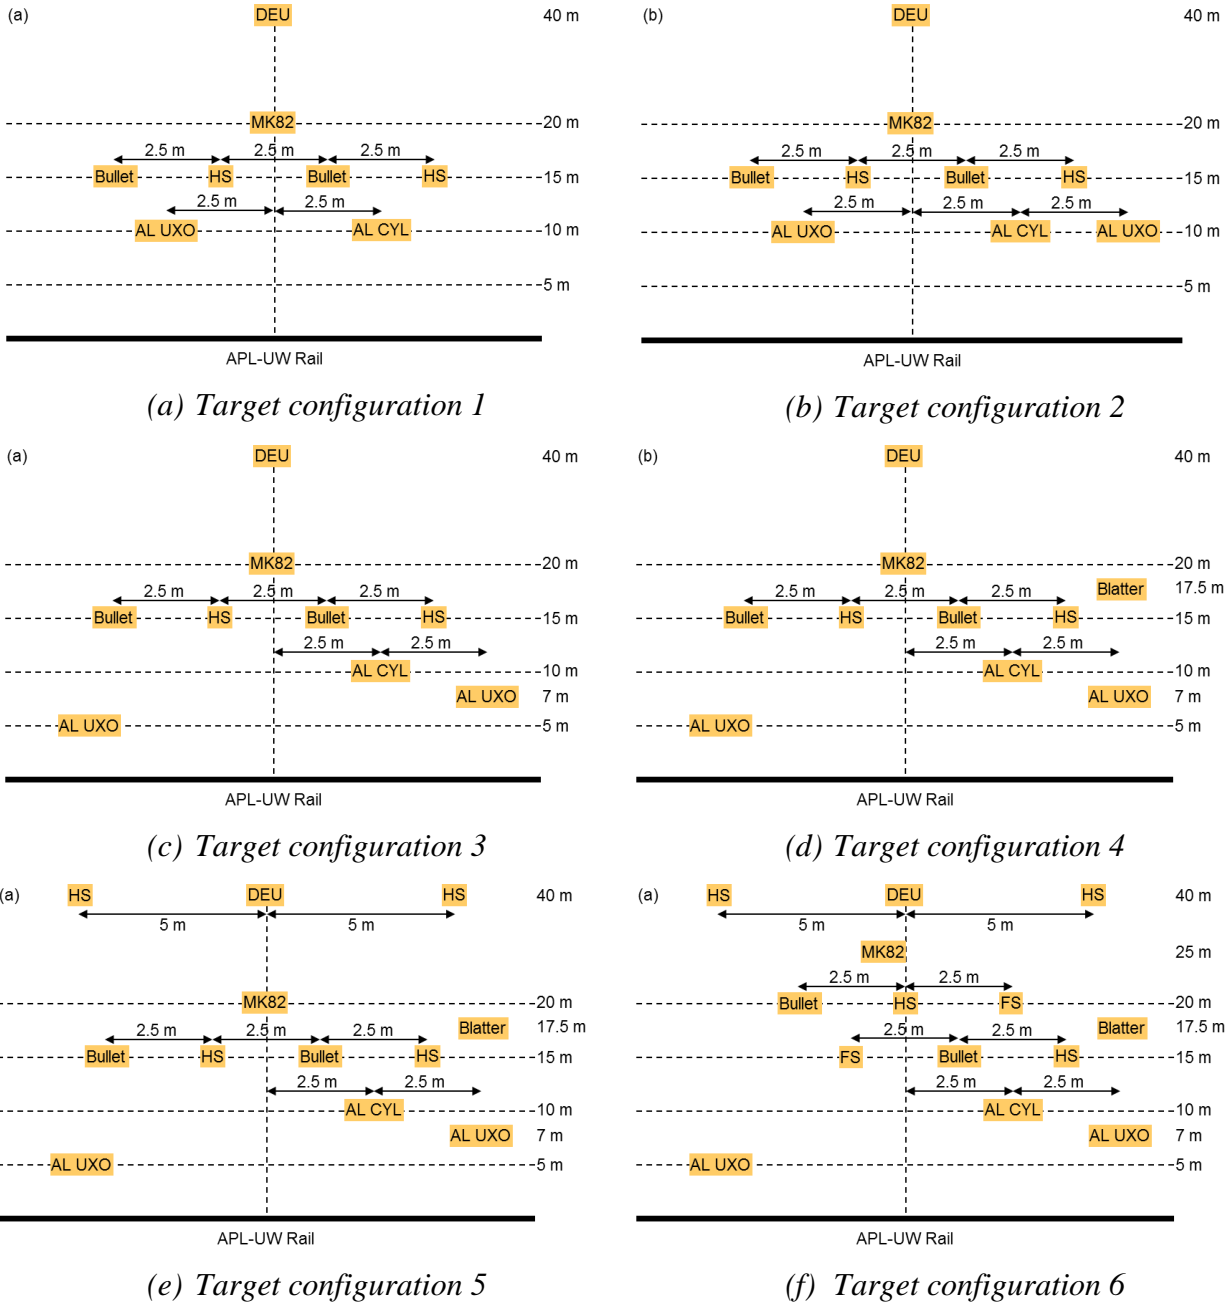 (a) DEU 40 m
MK82 20 m
2.5 m 2.5 m 2.5 m
Bullet HS Bullet HS 15 m
2.5 m 2.5 m
AL UXO AL CYL 10 m
5 m
APL-UW Rail
(a) Target configuration 1
(b) DEU 40 m
MK82 20 m
2.5 m 2.5 m 2.5 m
Bullet HS Bullet HS 15 m
2.5 m 2.5 m 2.5 m
AL UXO AL CYL AL UXO 10 m
5 m
APL-UW Rail
(b) Target configuration 2
(a) DEU 40 m
MK82 20 m
2.5 m 2.5 m 2.5 m
Bullet HS Bullet HS 15 m
2.5 m 2.5 m
AL CYL 10 m
AL UXO 7 m
AL UXO 5 m
APL-UW Rail
(c) Target configuration 3
(b) DEU 40 m
MK82 20 m
Blatter 17.5 m
2.5 m 2.5 m 2.5 m
Bullet HS Bullet HS 15 m
2.5 m 2.5 m
AL CYL 10 m
AL UXO 7 m
AL UXO 5 m
APL-UW Rail
(d) Target configuration 4
(a) HS DEU HS 40 m
5 m 5 m
MK82 20 m
Blatter 17.5 m
2.5 m 2.5 m 2.5 m
Bullet HS Bullet HS 15 m
2.5 m 2.5 m
AL CYL 10 m
AL UXO 7 m
AL UXO 5 m
APL-UW Rail
(e) Target configuration 5
(a) HS DEU HS 40 m
5 m 5 m
MK82 25 m
2.5 m 2.5 m
Bullet HS FS 20 m
Blatter 17.5 m
2.5 m 2.5 m
FS Bullet HS 15 m
2.5 m 2.5 m
AL CYL 10 m
AL UXO 7 m
AL UXO 5 m
APL-UW Rail
(f) Target configuration 6